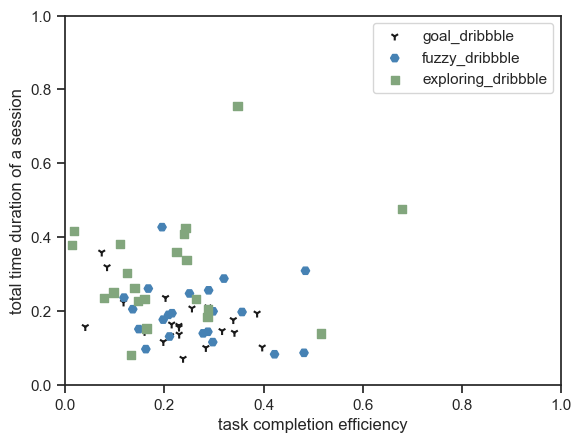 goal_dribbble
fuzzy_dribbble
exploring_dribbble
1.0
0.8
0.6
0.4
0.2
0.0
total time duration of a session
0.0 0.2 0.4 0.6 0.8 1.0
task completion efficiency